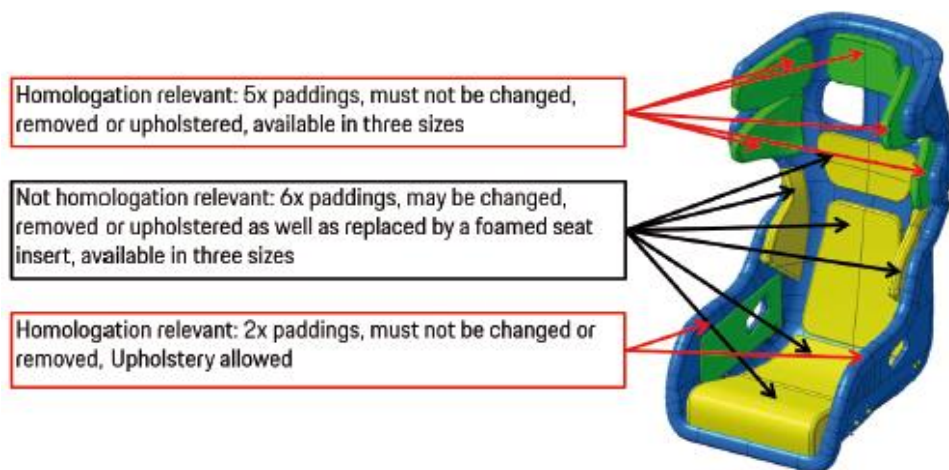 Homologation relevant: 5x paddings, must not be changed,
removed or upholstered, available in three sizes
Not homologation relevant: 6x paddings, may be changed,
removed or upholstered as well as replaced by a foamed seat
insert, available in three sizes
Homologation relevant: 2x paddings, must not be changed or
removed, Upholstery allowed